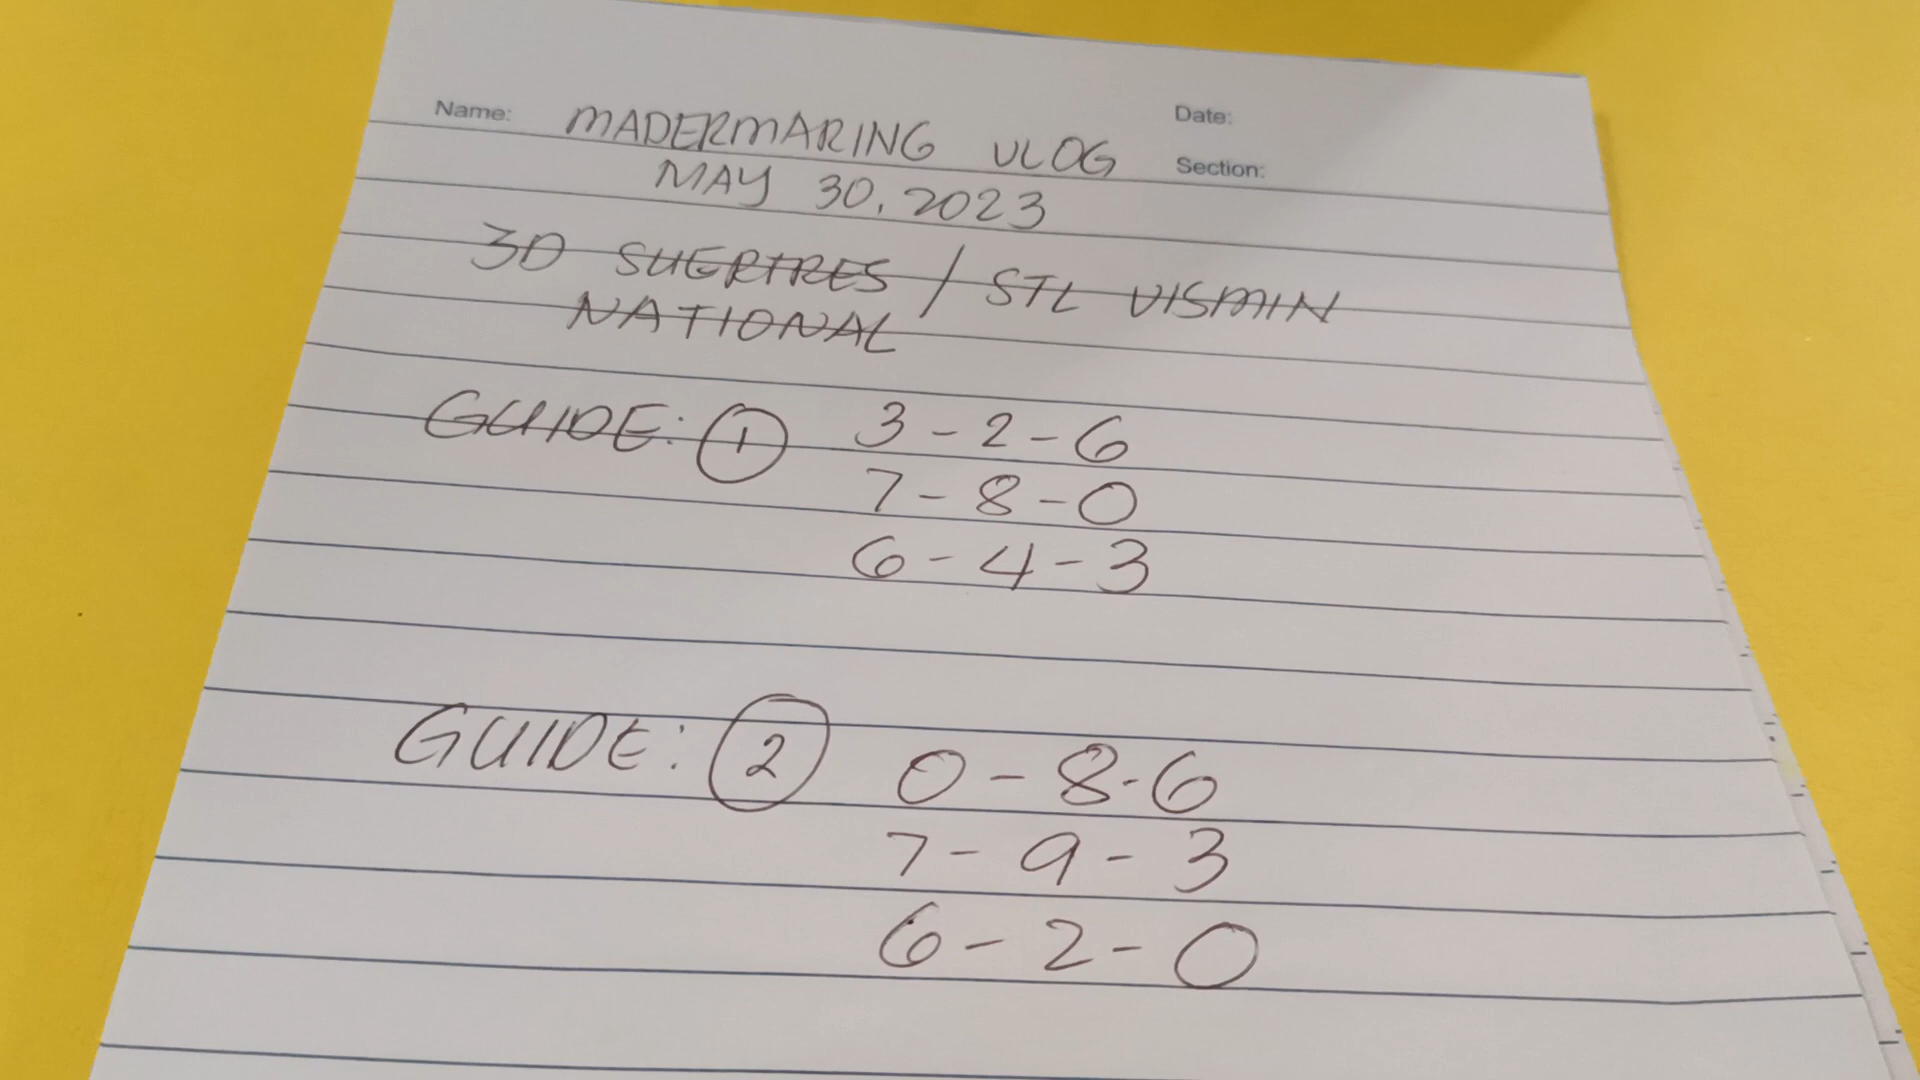 Name: MADERMARING VLOG Date:
MAY 30, 2023 Section:
3D SUERTRES / STL VISMIN
NATIONAL
GUIDE: 1 3-2-6
7-8-0
6-4-3
GUIDE: 2 0-8-6
7-9-3
6-2-0